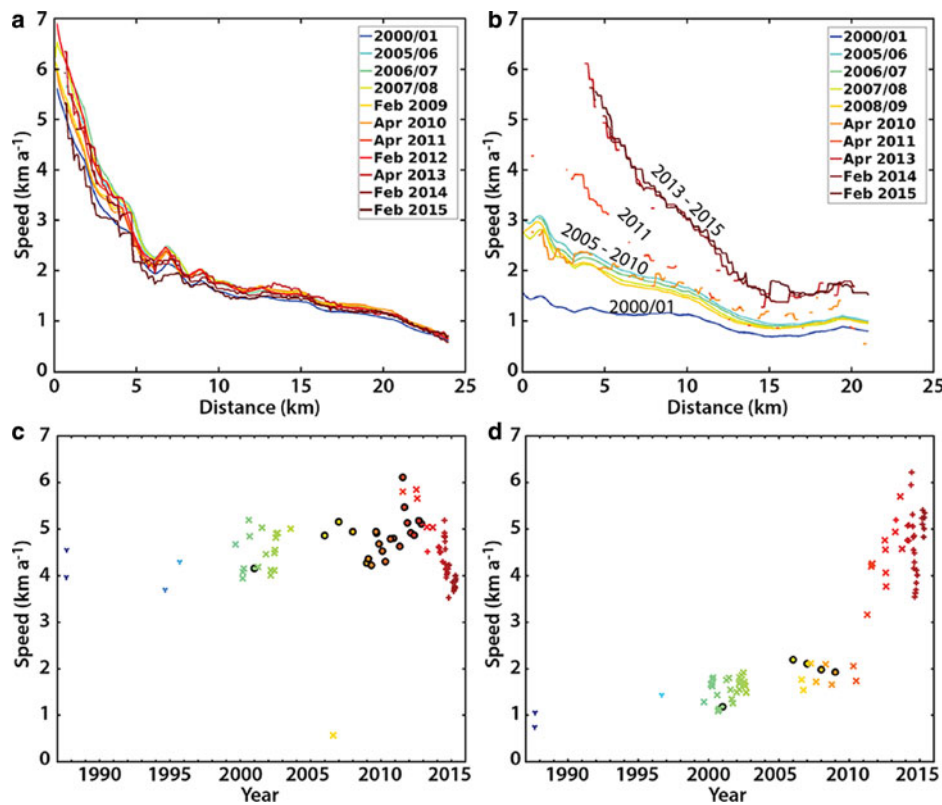 a
7
6
5
4
3
2
1
0
Speed (km a⁻¹)
0 5 10 15 20 25
Distance (km)
2000/01
2005/06
2006/07
2007/08
Feb 2009
Apr 2010
Apr 2011
Feb 2012
Apr 2013
Feb 2014
Feb 2015
b
7
6
5
4
3
2
1
0
Speed (km a⁻¹)
0 5 10 15 20 25
Distance (km)
2000/01
2005/06
2006/07
2007/08
2008/09
Apr 2010
Apr 2011
Apr 2013
Feb 2014
Feb 2015
2013 - 2015
2011
2005 - 2010
2000/01
c
7
6
5
4
3
2
1
0
Speed (km a⁻¹)
1990 1995 2000 2005 2010 2015
Year
d
7
6
5
4
3
2
1
0
Speed (km a⁻¹)
1990 1995 2000 2005 2010 2015
Year